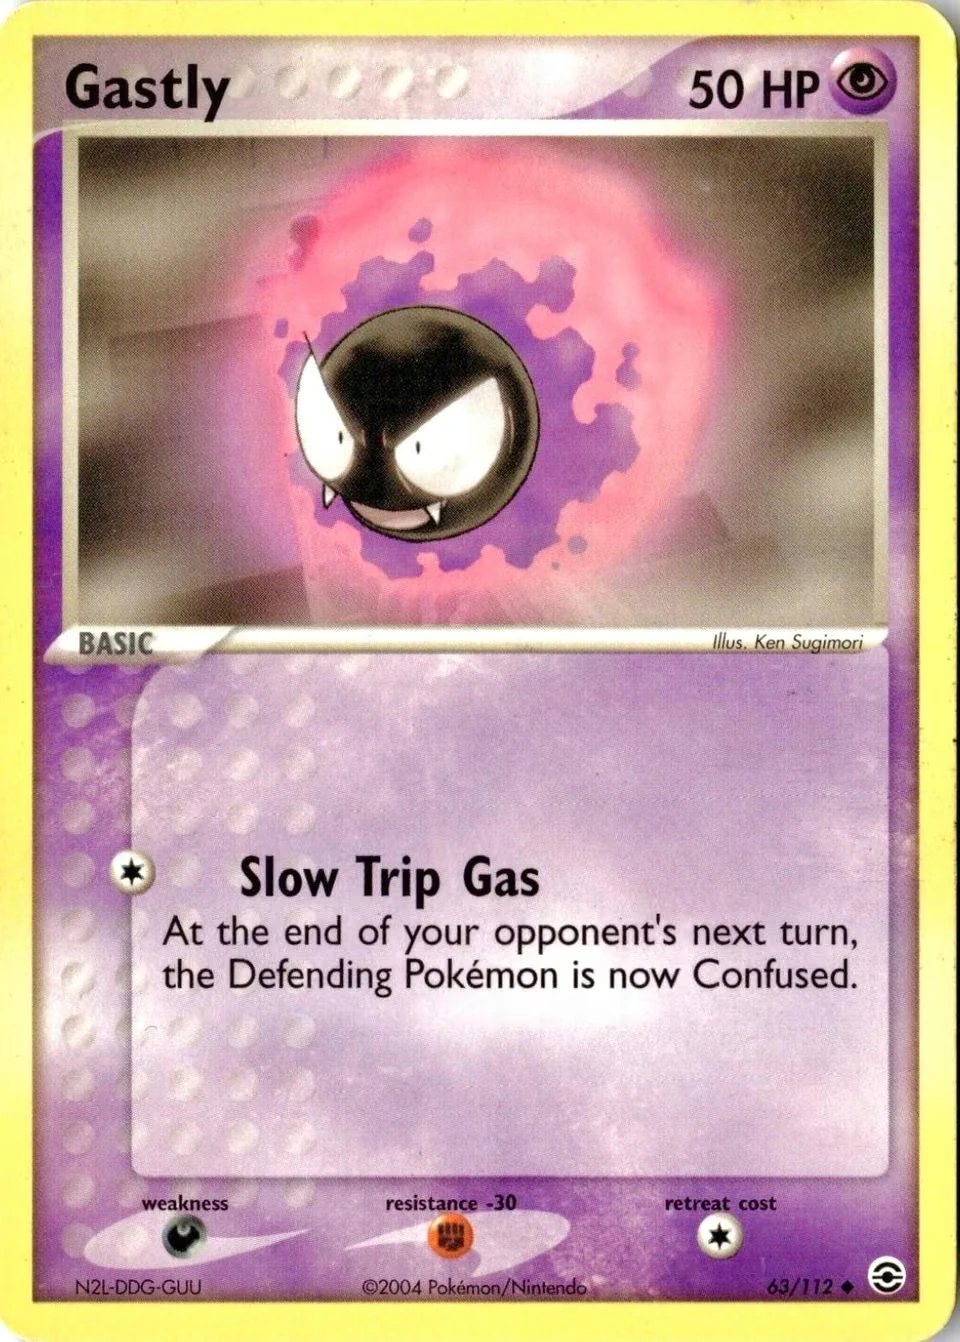 Gastly 50 HP
BASIC
Illus. Ken Sugimori
Slow Trip Gas
At the end of your opponent's next turn,
the Defending Pokémon is now Confused.
weakness resistance -30 retreat cost
N2L-DDG-GUU ©2004 Pokémon/Nintendo 63/112